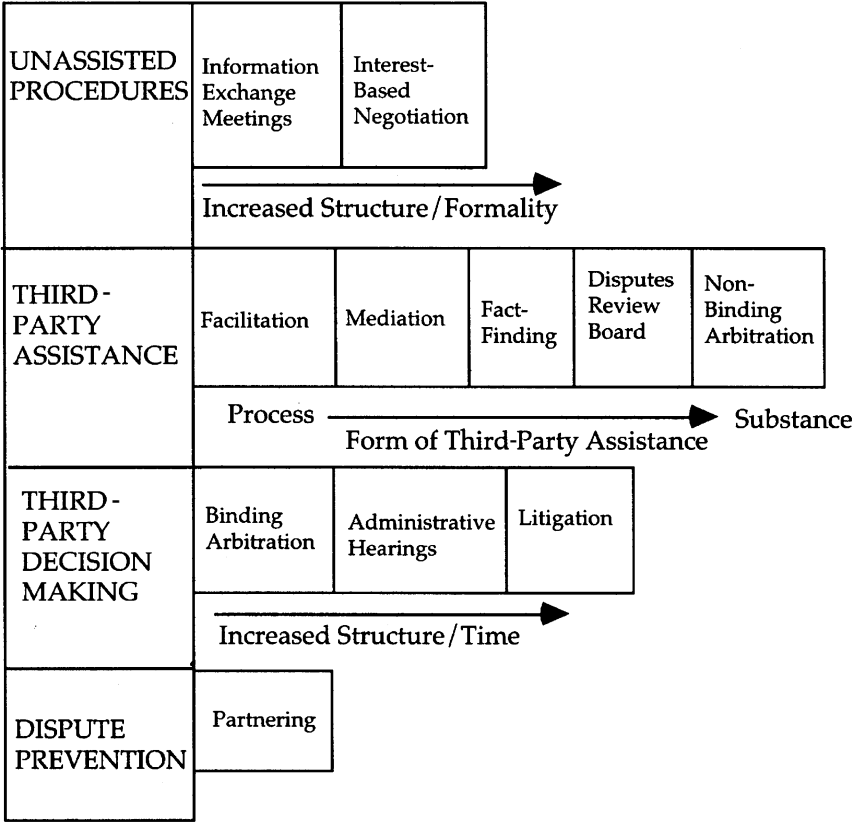 UNASSISTED
PROCEDURES
Information
Exchange
Meetings
Interest-
Based
Negotiation
Increased Structure/Formality
THIRD-
PARTY
ASSISTANCE
Facilitation
Mediation
Fact-
Finding
Disputes
Review
Board
Non-
Binding
Arbitration
Process
Substance
Form of Third-Party Assistance
THIRD-
PARTY
DECISION
MAKING
Binding
Arbitration
Administrative
Hearings
Litigation
Increased Structure/Time
DISPUTE
PREVENTION
Partnering